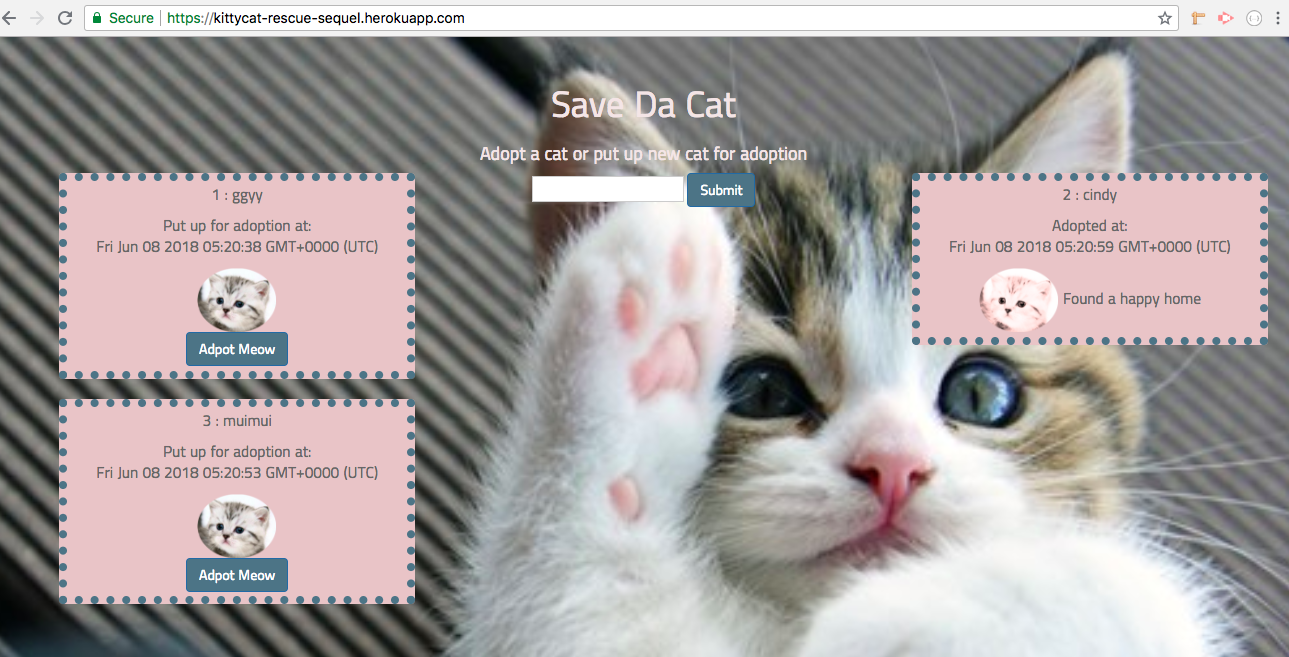 Secure
https://kittycat-rescue-sequel.herokuapp.com
Save Da Cat
Adopt a cat or put up new cat for adoption
Submit
1 : ggyy
Put up for adoption at:
Fri Jun 08 2018 05:20:38 GMT+0000 (UTC)
Adpot Meow
3 : muimui
Put up for adoption at:
Fri Jun 08 2018 05:20:53 GMT+0000 (UTC)
Adpot Meow
2 : cindy
Adopted at:
Fri Jun 08 2018 05:20:59 GMT+0000 (UTC)
Found a happy home